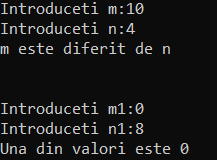 Introduceti m:10
Introduceti n:4
m este diferit de n
Introduceti m1:0
Introduceti n1:8
Una din valori este 0